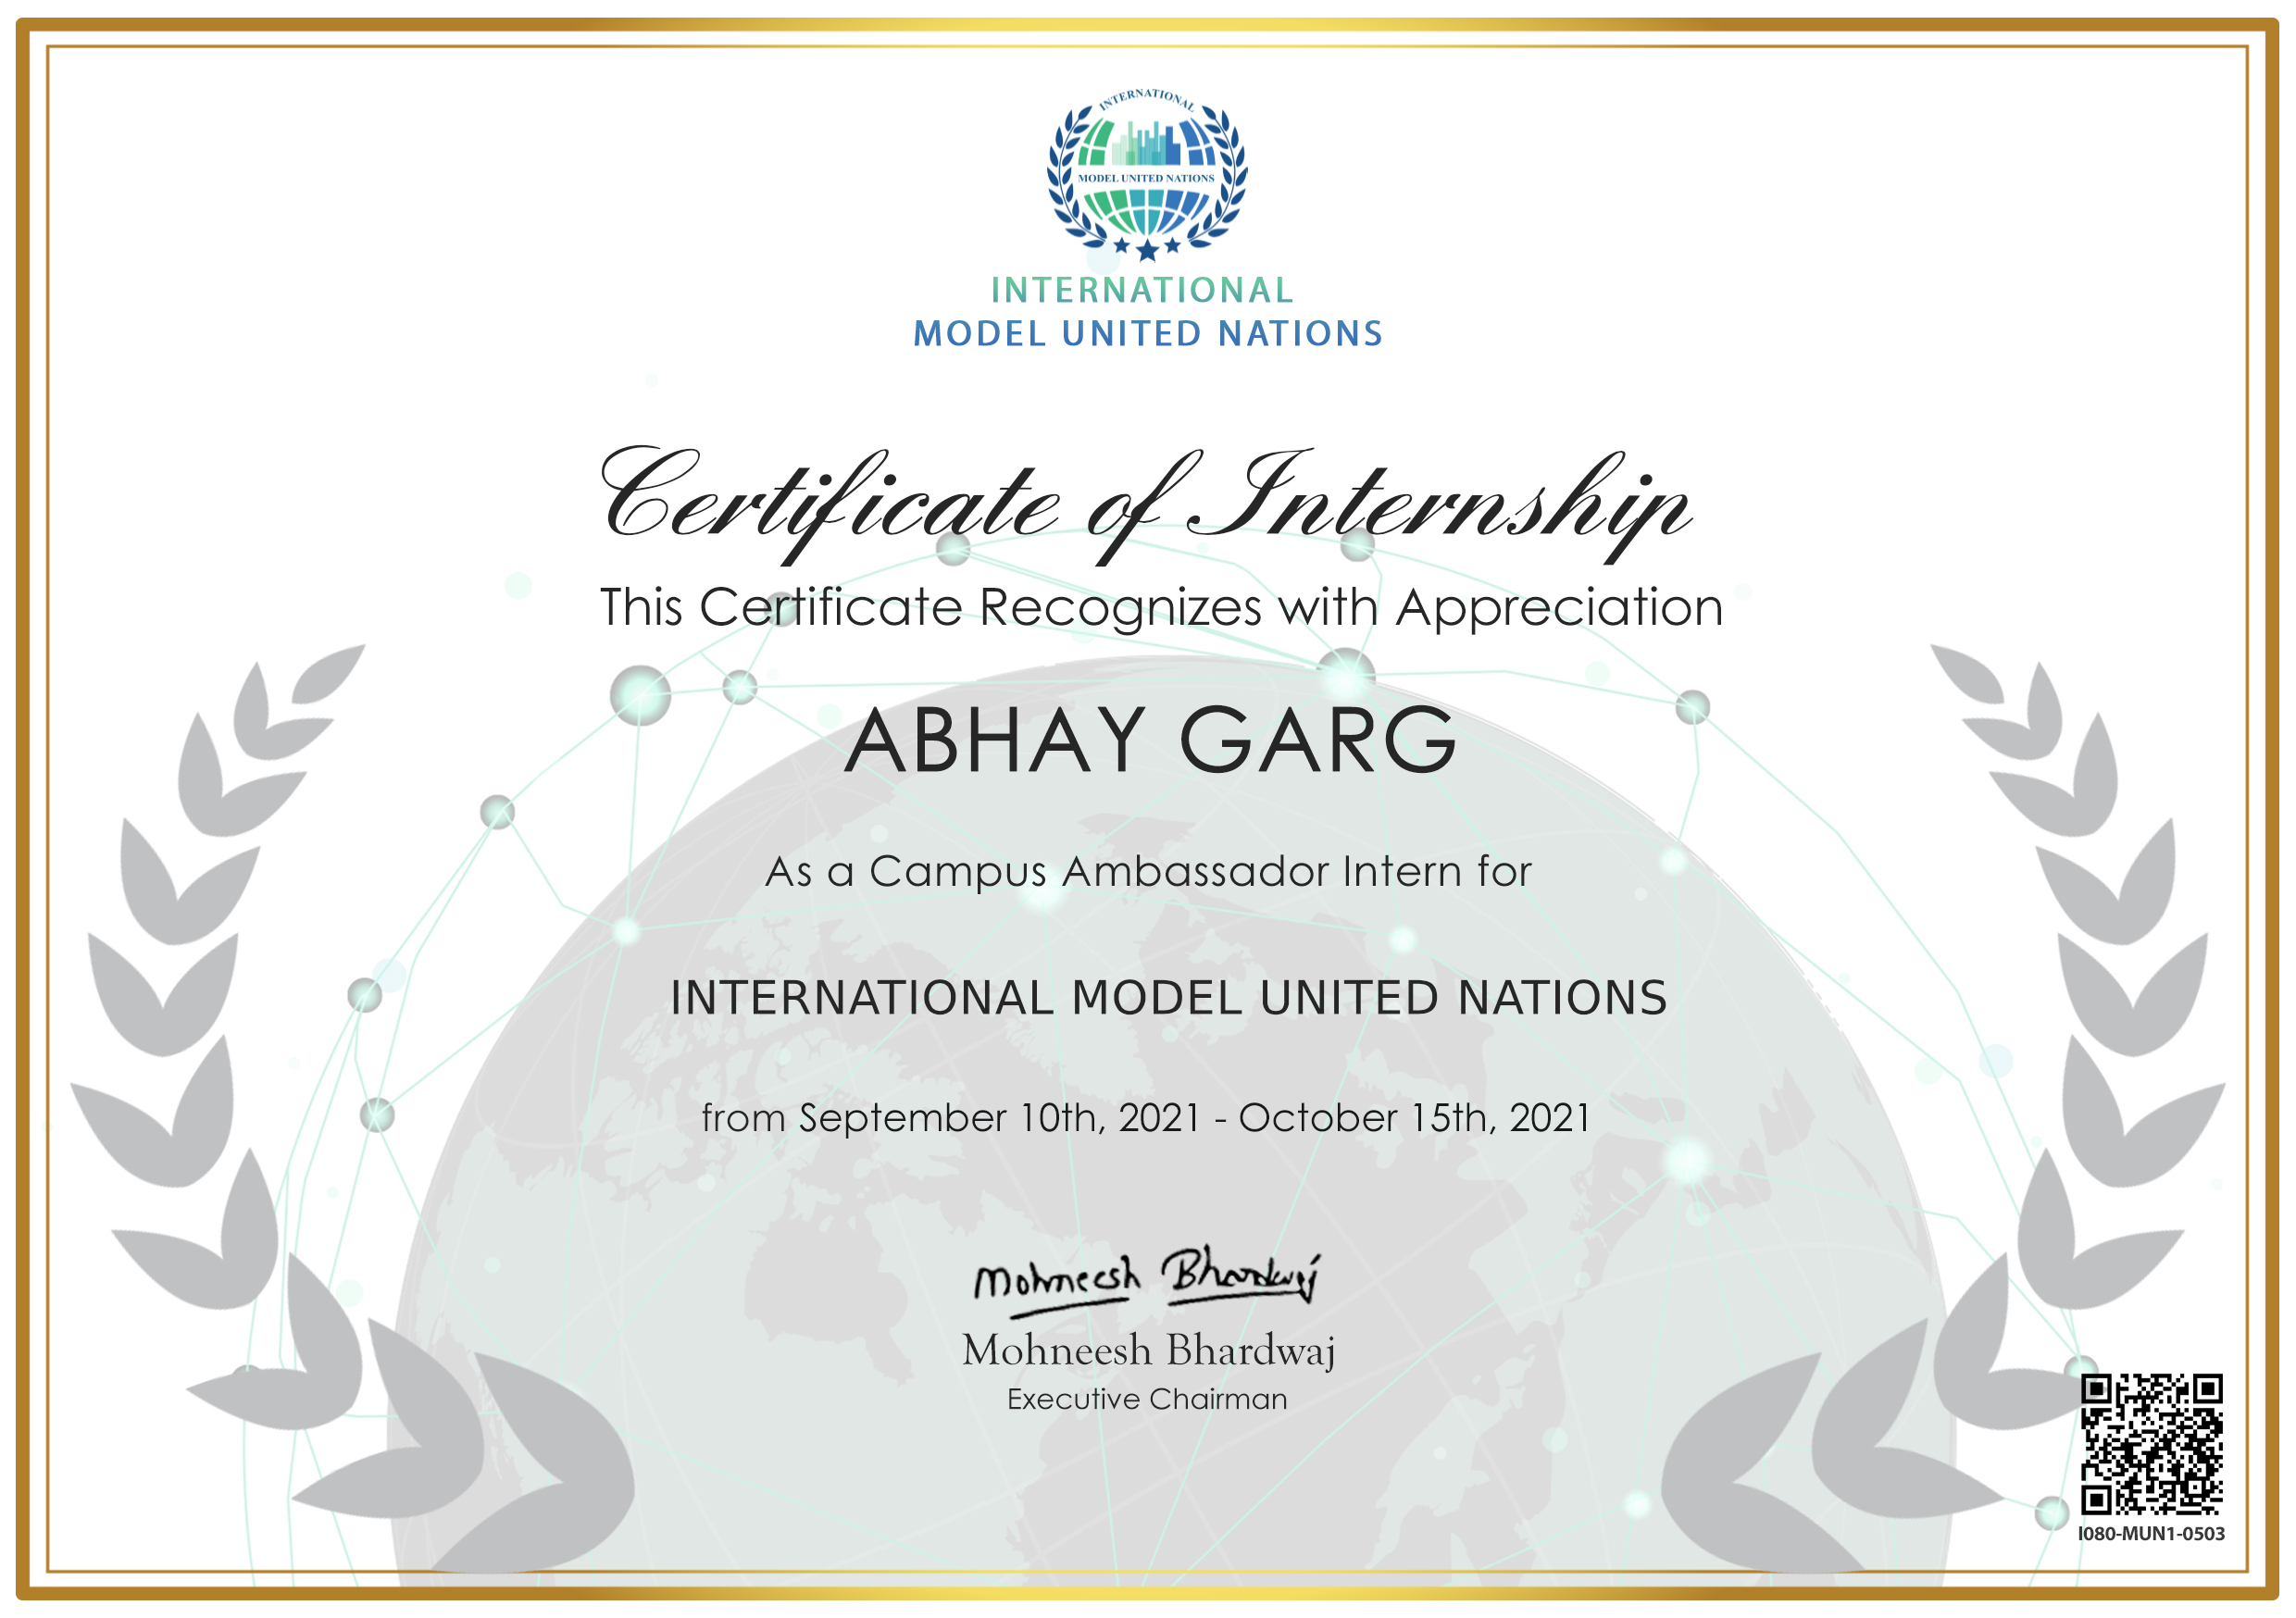 INTERNATIONAL
MODEL UNITED NATIONS
INTERNATIONAL
MODEL UNITED NATIONS
Certificate of Internship
This Certificate Recognizes with Appreciation
ABHAY GARG
As a Campus Ambassador Intern for
INTERNATIONAL MODEL UNITED NATIONS
from September 10th, 2021 - October 15th, 2021
Mohneesh Bhardwaj
Mohneesh Bhardwaj
Executive Chairman
I080-MUN1-0503